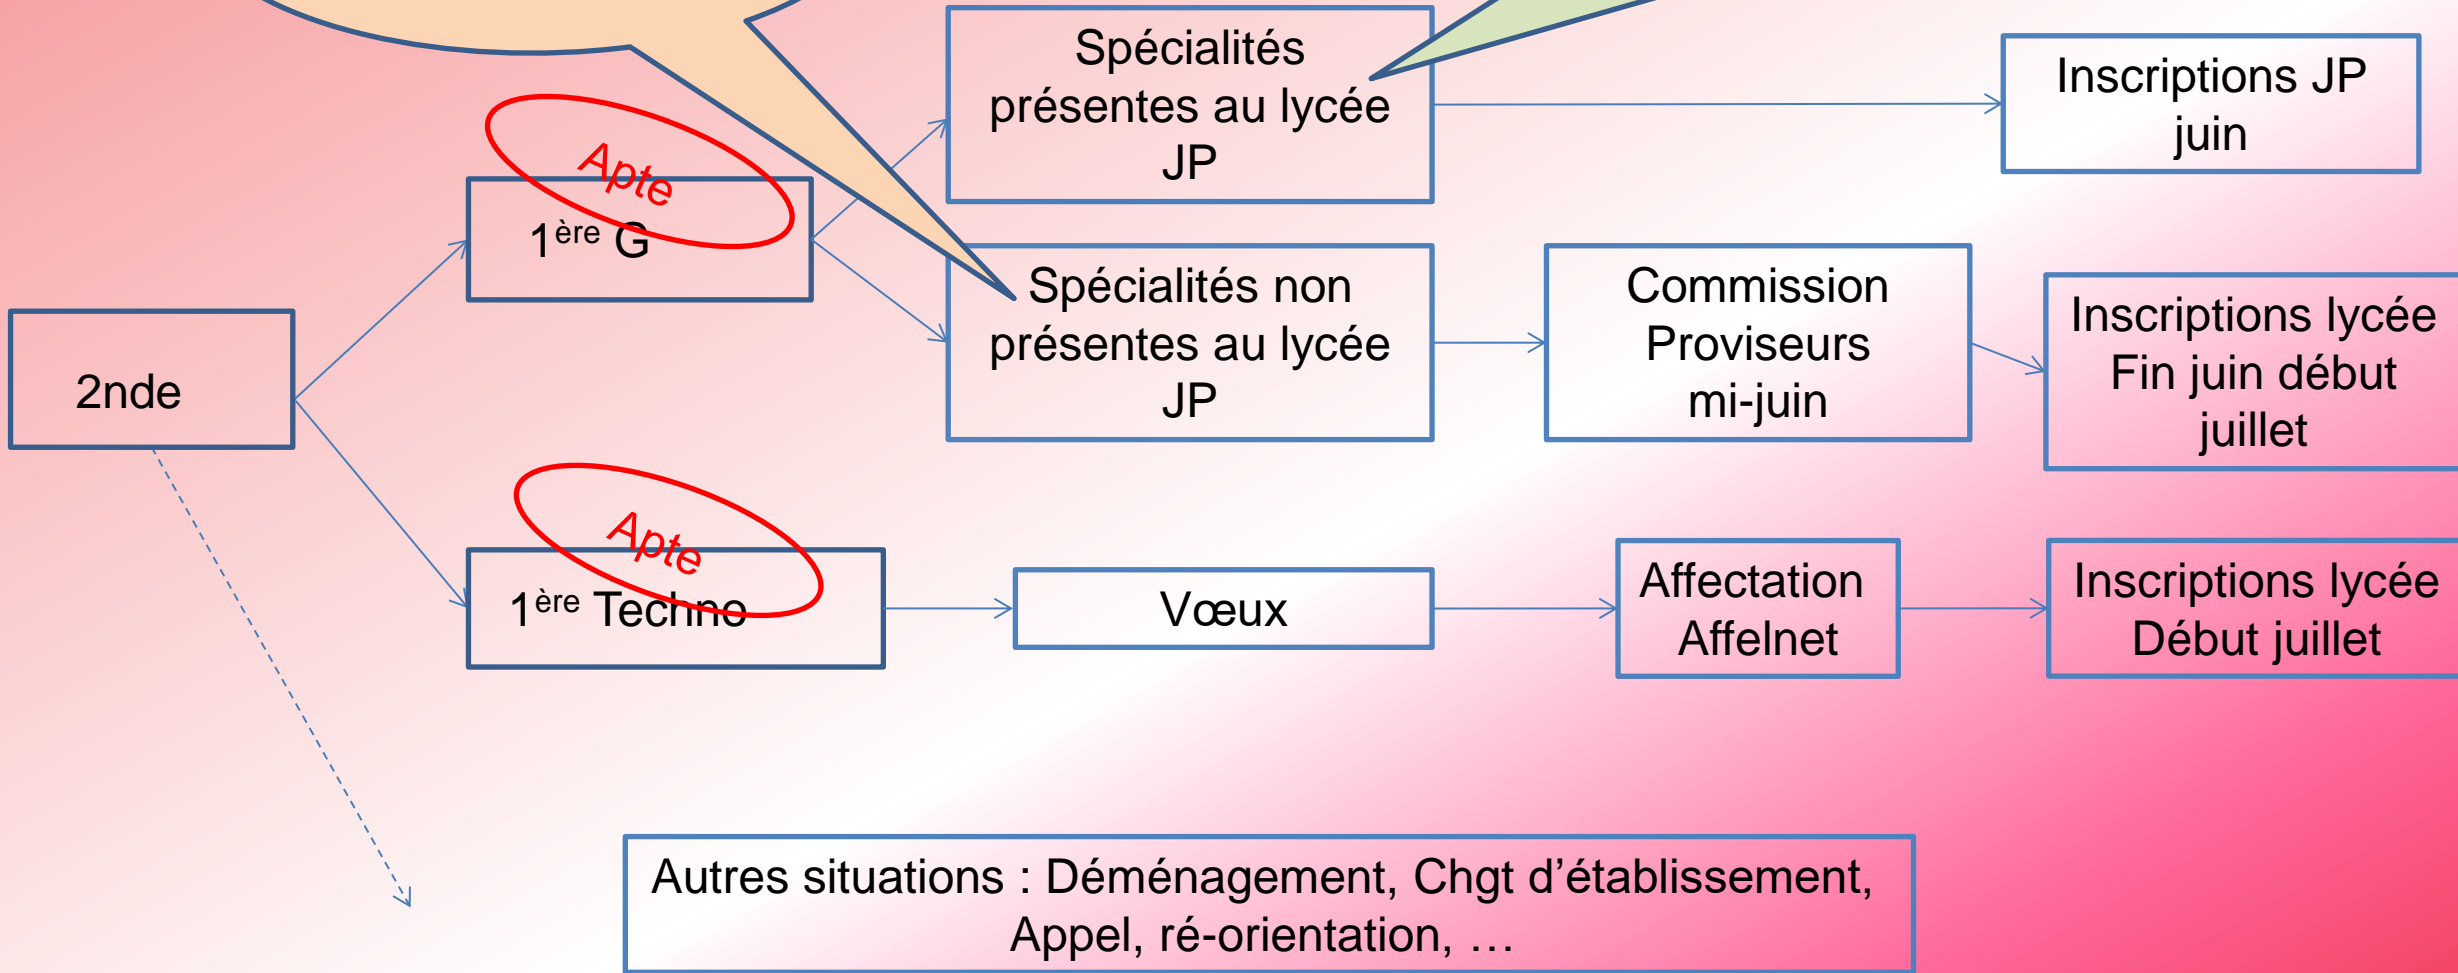 Spécialités
présentes au lycée
JP
Inscriptions JP
juin
Apte
1ère G
Spécialités non
présentes au lycée
JP
Commission
Proviseurs
mi-juin
Inscriptions lycée
Fin juin début
juillet
2nde
Apte
1ère Techno
Vœux
Affectation
Affelnet
Inscriptions lycée
Début juillet
Autres situations : Déménagement, Chgt d’établissement,
Appel, ré-orientation, …